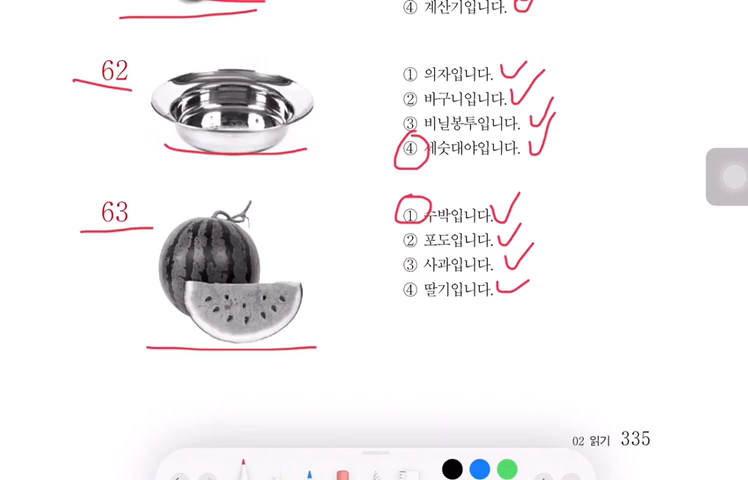 ④ 계산기입니다.
62
① 의자입니다.
② 바구니입니다.
③ 비닐봉투입니다.
④ 세숫대야입니다.
63
① 수박입니다.
② 포도입니다.
③ 사과입니다.
④ 딸기입니다.
02 읽기 335